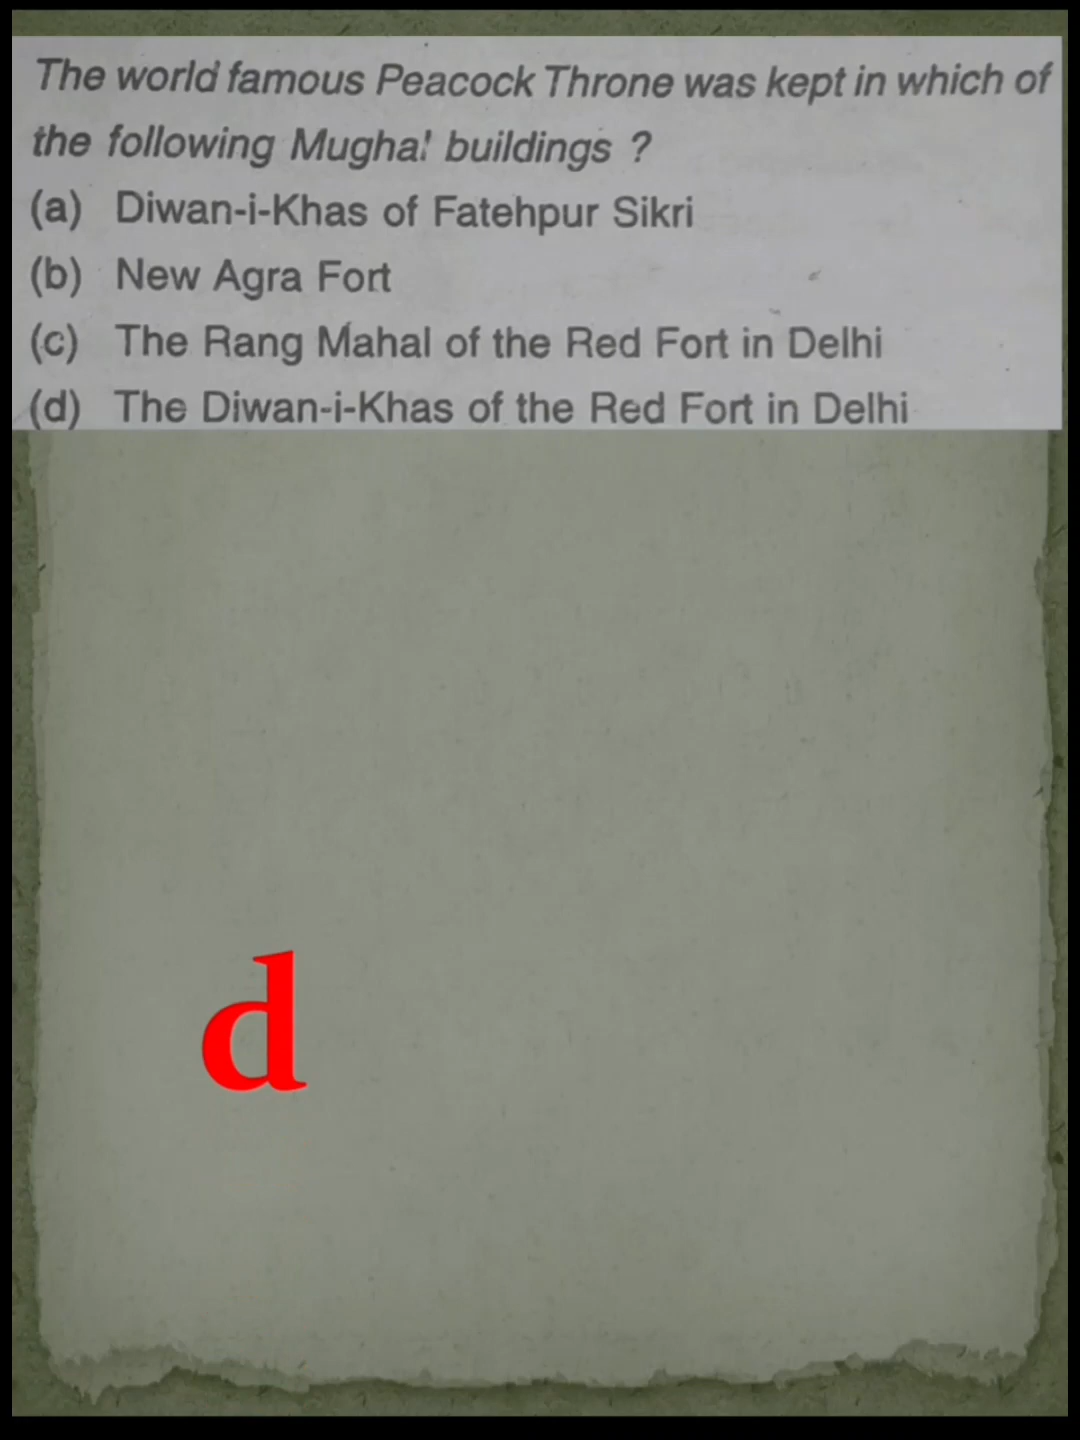 The world famous Peacock Throne was kept in which of
the following Mughal buildings ?
(a) Diwan-i-Khas of Fatehpur Sikri
(b) New Agra Fort
(c) The Rang Mahal of the Red Fort in Delhi
(d) The Diwan-i-Khas of the Red Fort in Delhi
d